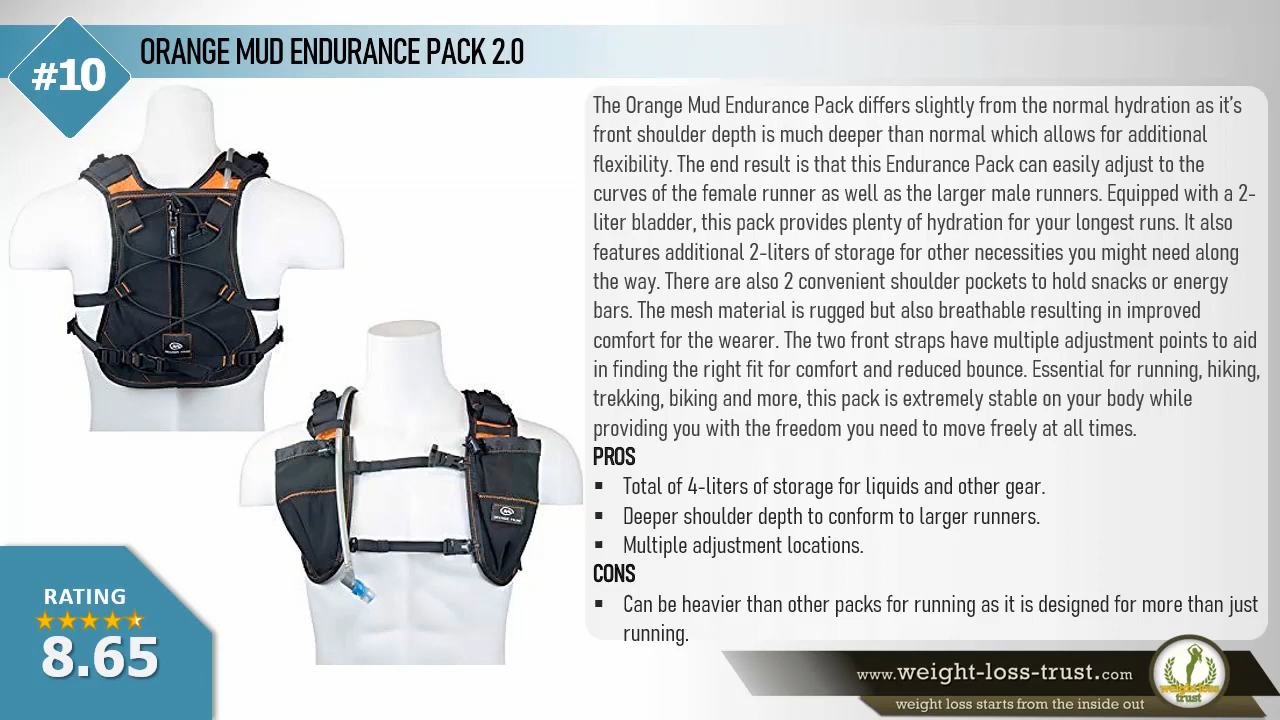 #10
ORANGE MUD ENDURANCE PACK 2.0
The Orange Mud Endurance Pack differs slightly from the normal hydration as it's
front shoulder depth is much deeper than normal which allows for additional
flexibility. The end result is that this Endurance Pack can easily adjust to the
curves of the female runner as well as the larger male runners. Equipped with a 2-
liter bladder, this pack provides plenty of hydration for your longest runs. It also
features additional 2-liters of storage for other necessities you might need along
the way. There are also 2 convenient shoulder pockets to hold snacks or energy
bars. The mesh material is rugged but also breathable resulting in improved
comfort for the wearer. The two front straps have multiple adjustment points to aid
in finding the right fit for comfort and reduced bounce. Essential for running, hiking,
trekking, biking and more, this pack is extremely stable on your body while
providing you with the freedom you need to move freely at all times.
PROS
▪ Total of 4-liters of storage for liquids and other gear.
▪ Deeper shoulder depth to conform to larger runners.
▪ Multiple adjustment locations.
CONS
▪ Can be heavier than other packs for running as it is designed for more than just
running.
RATING
8.65
www.weight-loss-trust.com
weight loss starts from the inside out
weight loss
trust